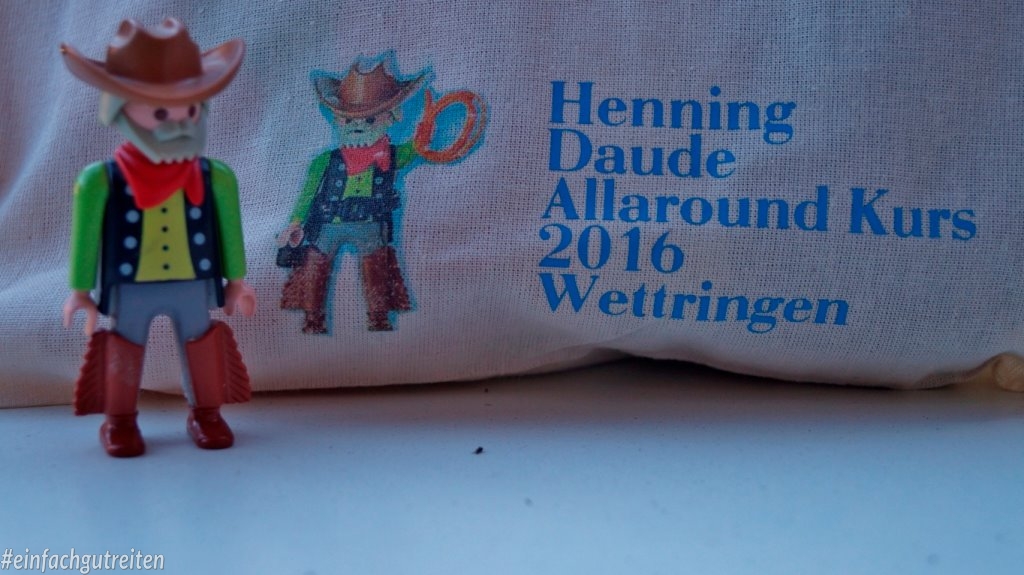 Henning
Daude
Allaround Kurs
2016
Wettringen
#einfachgutreiten